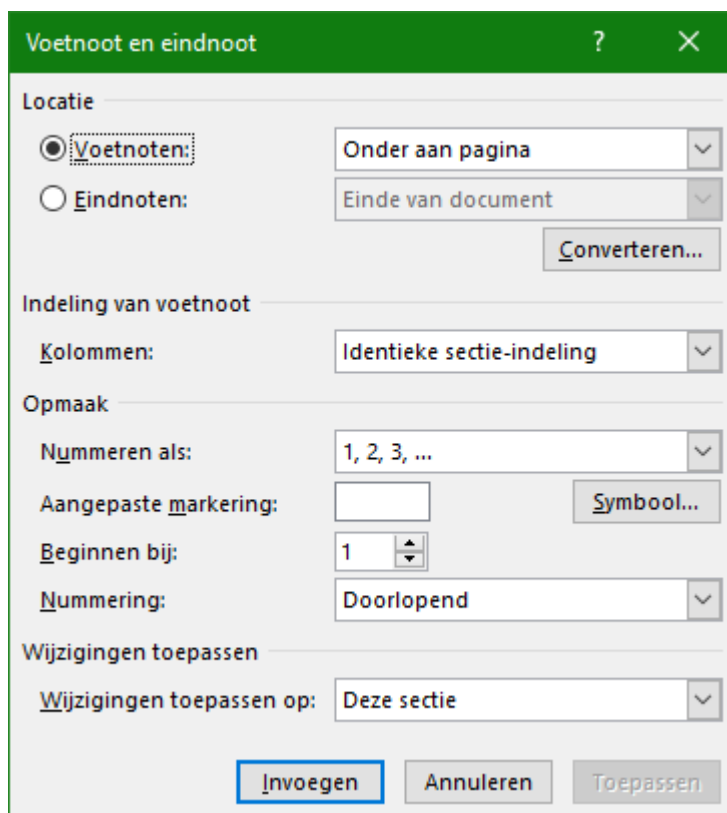 Voetnoot en eindnoot ?
Locatie
Voetnoten: Onder aan pagina
Eindnoten: Einde van document
Converteren...
Indeling van voetnoot
Kolommen: Identieke sectie-indeling
Opmaak
Nummeren als: 1, 2, 3, ...
Aangepaste markering: Symbool...
Beginnen bij: 1
Nummering: Doorlopend
Wijzigingen toepassen
Wijzigingen toepassen op: Deze sectie
Invoegen Annuleren Toepassen